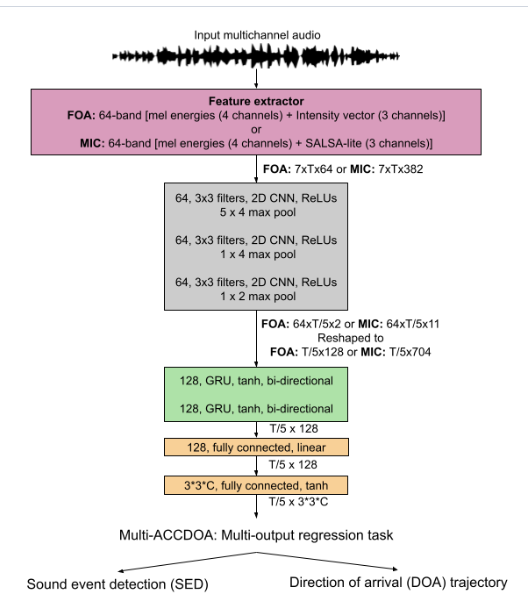 Input multichannel audio
Feature extractor
FOA: 64-band [mel energies (4 channels) + Intensity vector (3 channels)]
or
MIC: 64-band [mel energies (4 channels) + SALSA-lite (3 channels)]
FOA: 7xTx64 or MIC: 7xTx382
64, 3x3 filters, 2D CNN, ReLUs
5 x 4 max pool
64, 3x3 filters, 2D CNN, ReLUs
1 x 4 max pool
64, 3x3 filters, 2D CNN, ReLUs
1 x 2 max pool
FOA: 64xT/5x2 or MIC: 64xT/5x11
Reshaped to
FOA: T/5x128 or MIC: T/5x704
128, GRU, tanh, bi-directional
128, GRU, tanh, bi-directional
T/5 x 128
128, fully connected, linear
T/5 x 128
3*3*C, fully connected, tanh
T/5 x 3*3*C
Multi-ACCDOA: Multi-output regression task
Sound event detection (SED)
Direction of arrival (DOA) trajectory